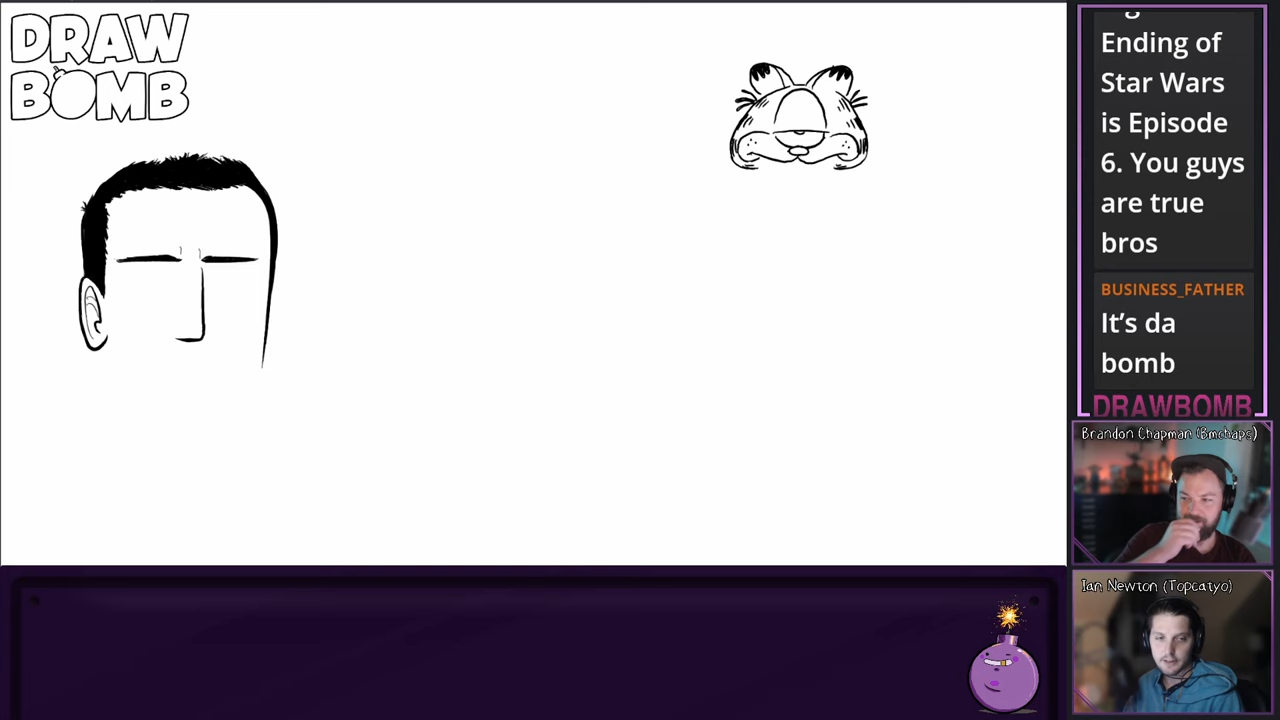 DRAW
BOMB
Ending of
Star Wars
is Episode
6. You guys
are true
bros
BUSINESS_FATHER
It’s da
bomb
DRAWBOMB
Brandon Chapman (Bmchaps)
Ian Newton (Topcatyo)